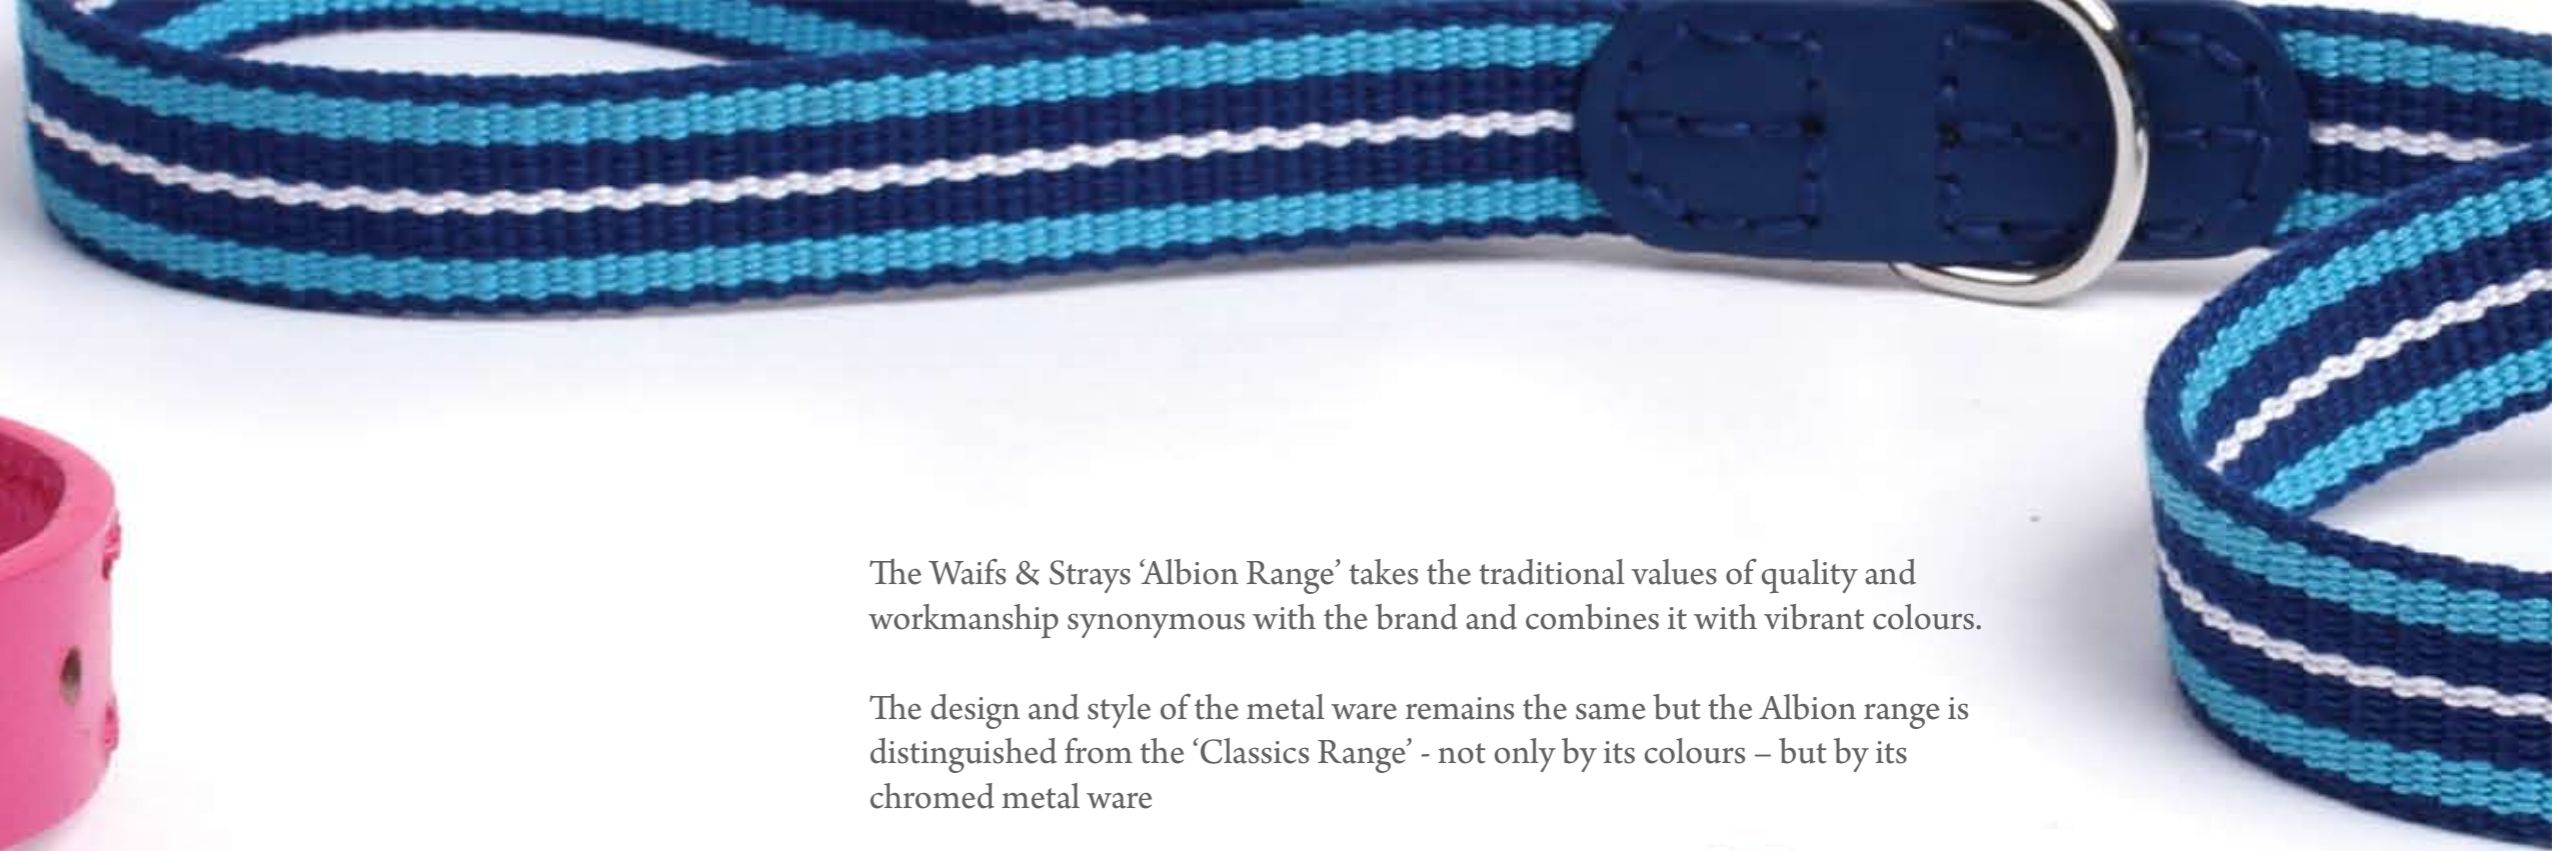 The Waifs & Strays ‘Albion Range’ takes the traditional values of quality and
workmanship synonymous with the brand and combines it with vibrant colours.
The design and style of the metal ware remains the same but the Albion range is
distinguished from the ‘Classics Range’ - not only by its colours – but by its
chromed metal ware